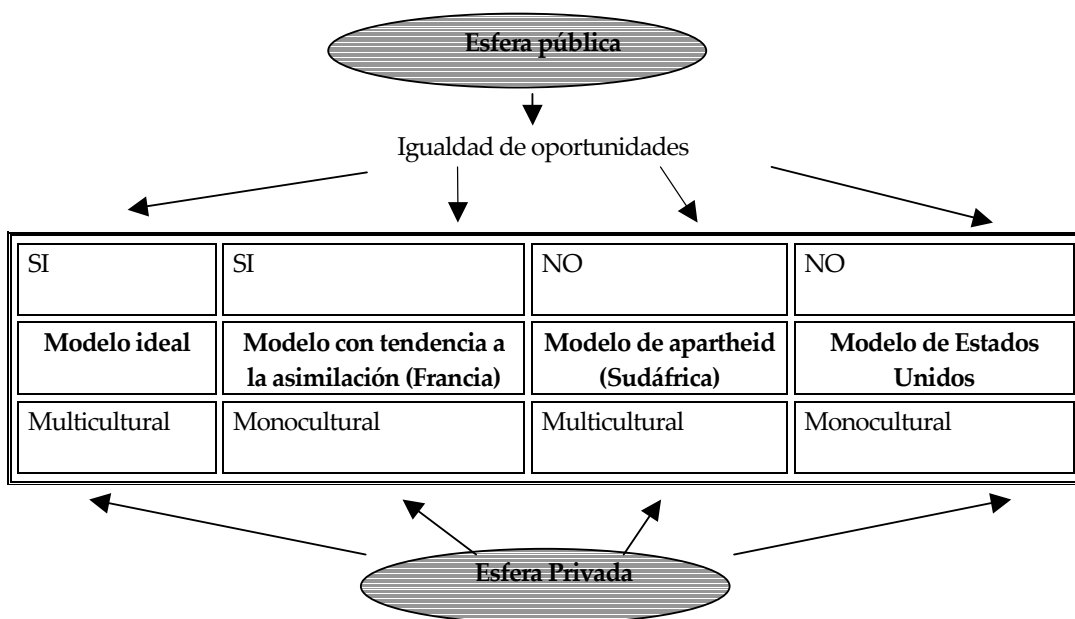 Esfera pública
Igualdad de oportunidades
SI SI NO NO
Modelo ideal Modelo con tendencia a la asimilación (Francia) Modelo de apartheid (Sudáfrica) Modelo de Estados Unidos
Multicultural Monocultural Multicultural Monocultural
Esfera Privada